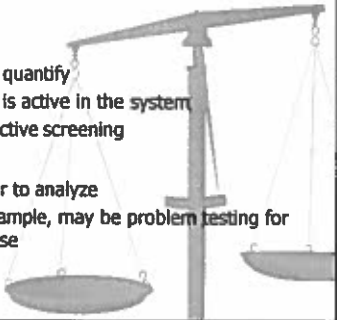 quantify
is active in the system
ctive screening
r to analyze
ample, may be problem testing for
se